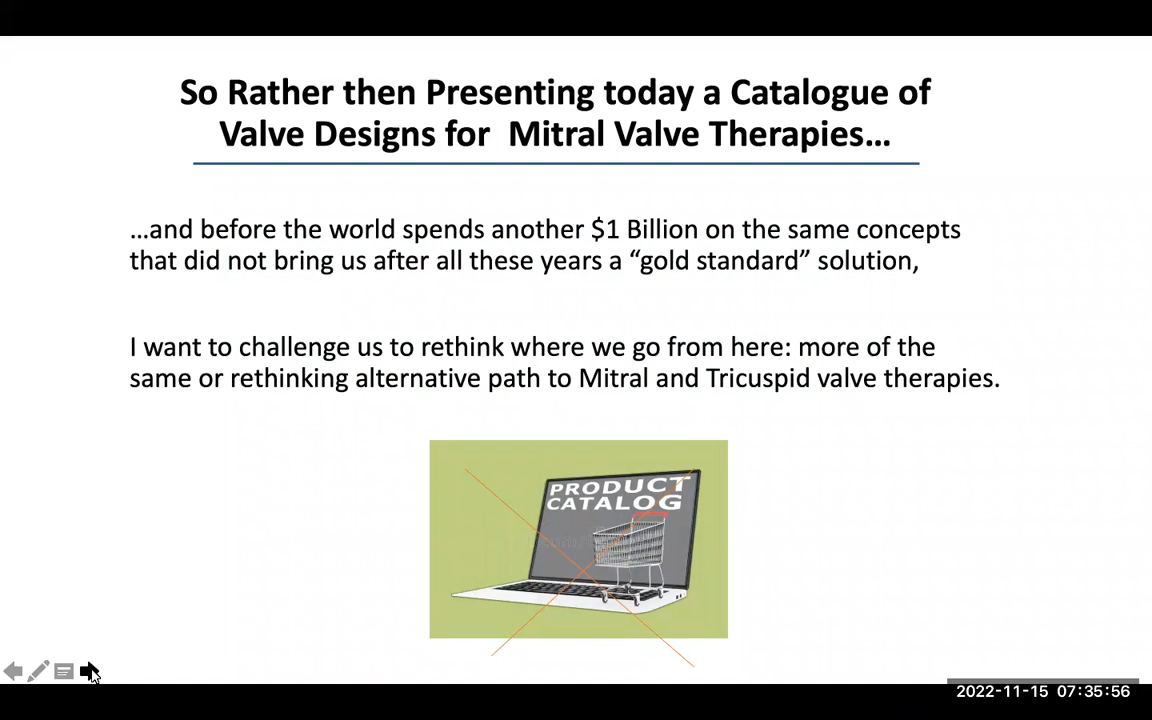 So Rather then Presenting today a Catalogue of
Valve Designs for  Mitral Valve Therapies…
…and before the world spends another $1 Billion on the same concepts
that did not bring us after all these years a “gold standard” solution,
I want to challenge us to rethink where we go from here: more of the
same or rethinking alternative path to Mitral and Tricuspid valve therapies.
PRODUCT
CATALOG
2022-11-15 07:35:56